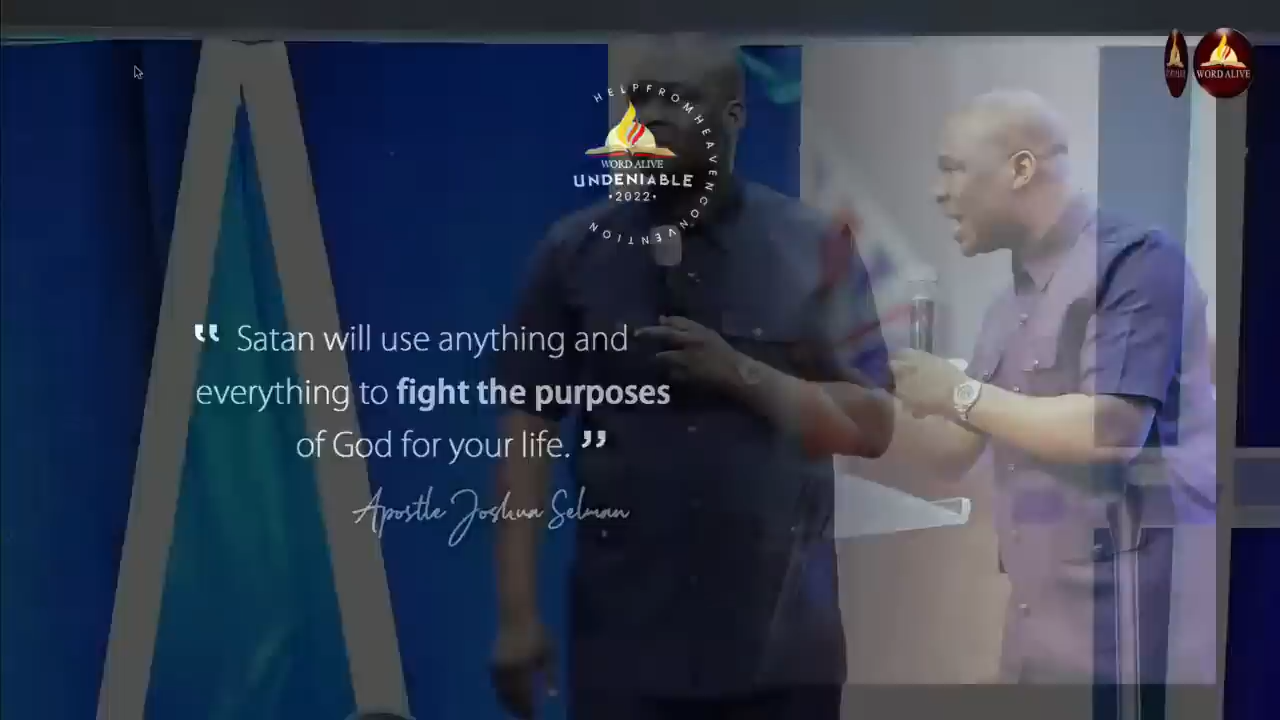 HELP FROM HEAVEN CONVENTION
WORD ALIVE
UNDENIABLE
•2022•
WORD ALIVE
❝ Satan will use anything and
everything to fight the purposes
of God for your life. ❞
Apostle Joshua Selman